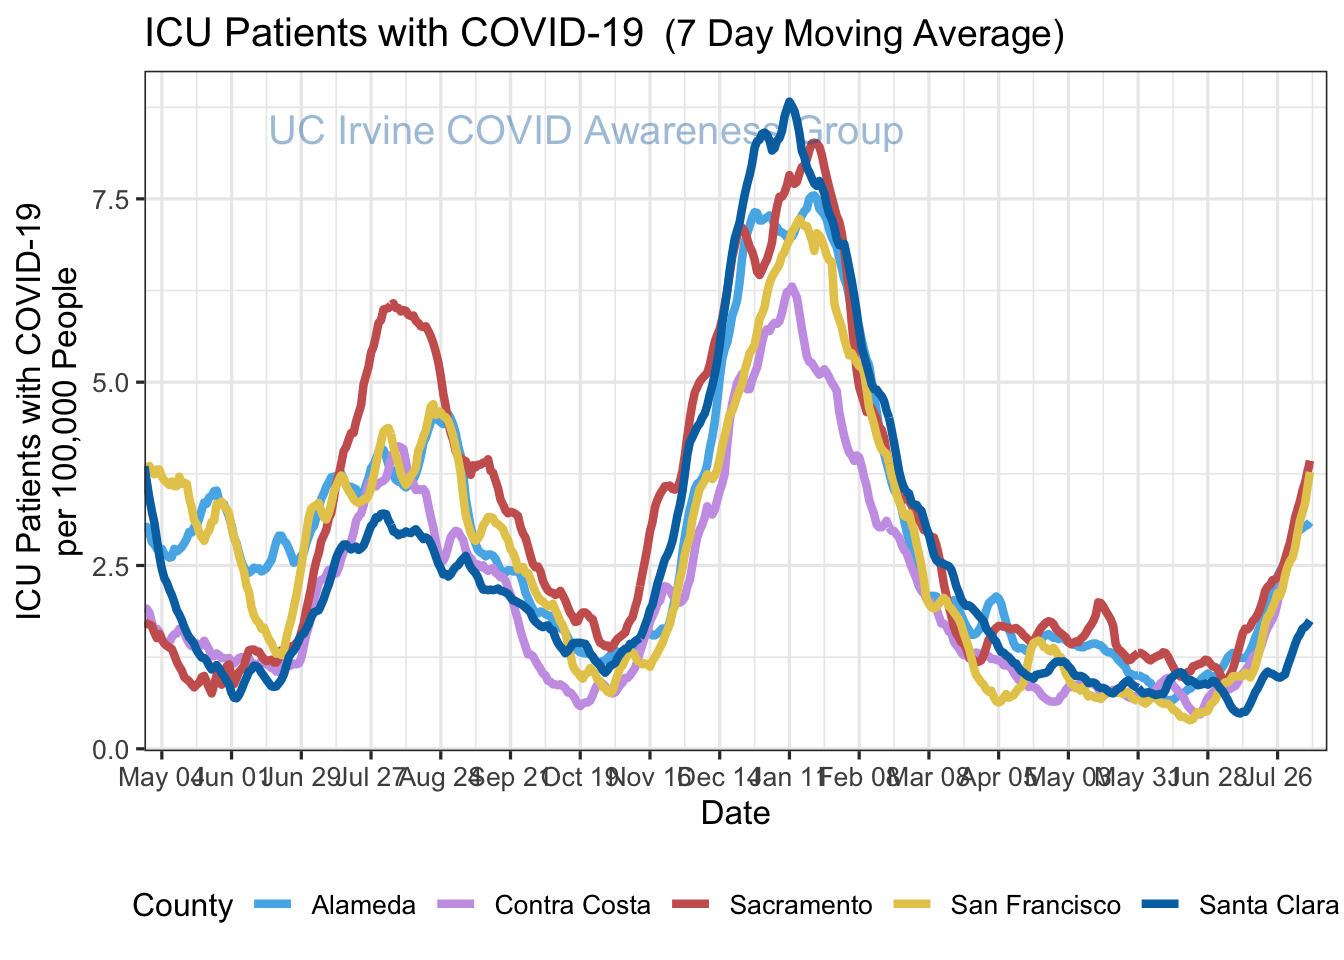 ICU Patients with COVID-19 (7 Day Moving Average)
UC Irvine COVID Awareness Group
ICU Patients with COVID-19
per 100,000 People
7.5
5.0
2.5
0.0
May 04 Jun 01 Jun 29 Jul 27 Aug 24 Sep 21 Oct 19 Nov 16 Dec 14 Jan 11 Feb 08 Mar 08 Apr 05 May 03 May 31 Jun 28 Jul 26
Date
County Alameda Contra Costa Sacramento San Francisco Santa Clara